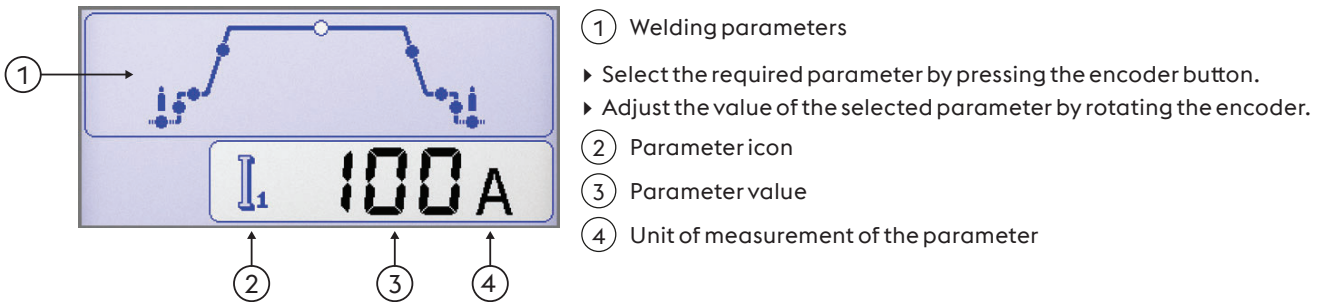 1 Welding parameters
Select the required parameter by pressing the encoder button.
Adjust the value of the selected parameter by rotating the encoder.
2 Parameter icon
3 Parameter value
4 Unit of measurement of the parameter
1
I1 100 A
2 3 4